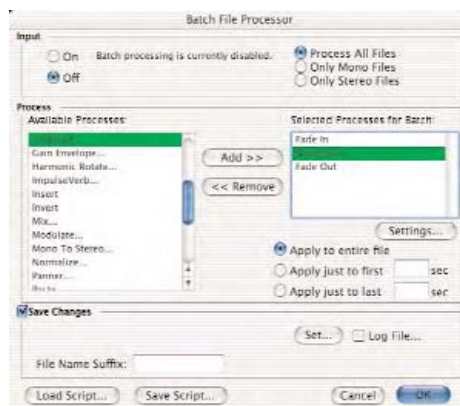 Batch File Processor
Input
On
Batch processing is currently disabled.
Off
Process All Files
Only Mono Files
Only Stereo Files
Process
Available Processes:
Gain Envelope...
Harmonic Rotate...
ImpulseVerb...
Insert
Invert
Mix...
Modulate...
Mono To Stereo...
Normalize...
Panner...
Add >>
<< Remove
Selected Processes for Batch:
Fade In
Fade Out
Settings...
Apply to entire file
Apply just to first sec
Apply just to last sec
Save Changes
Set...
Log File...
File Name Suffix:
Load Script...
Save Script...
Cancel
OK